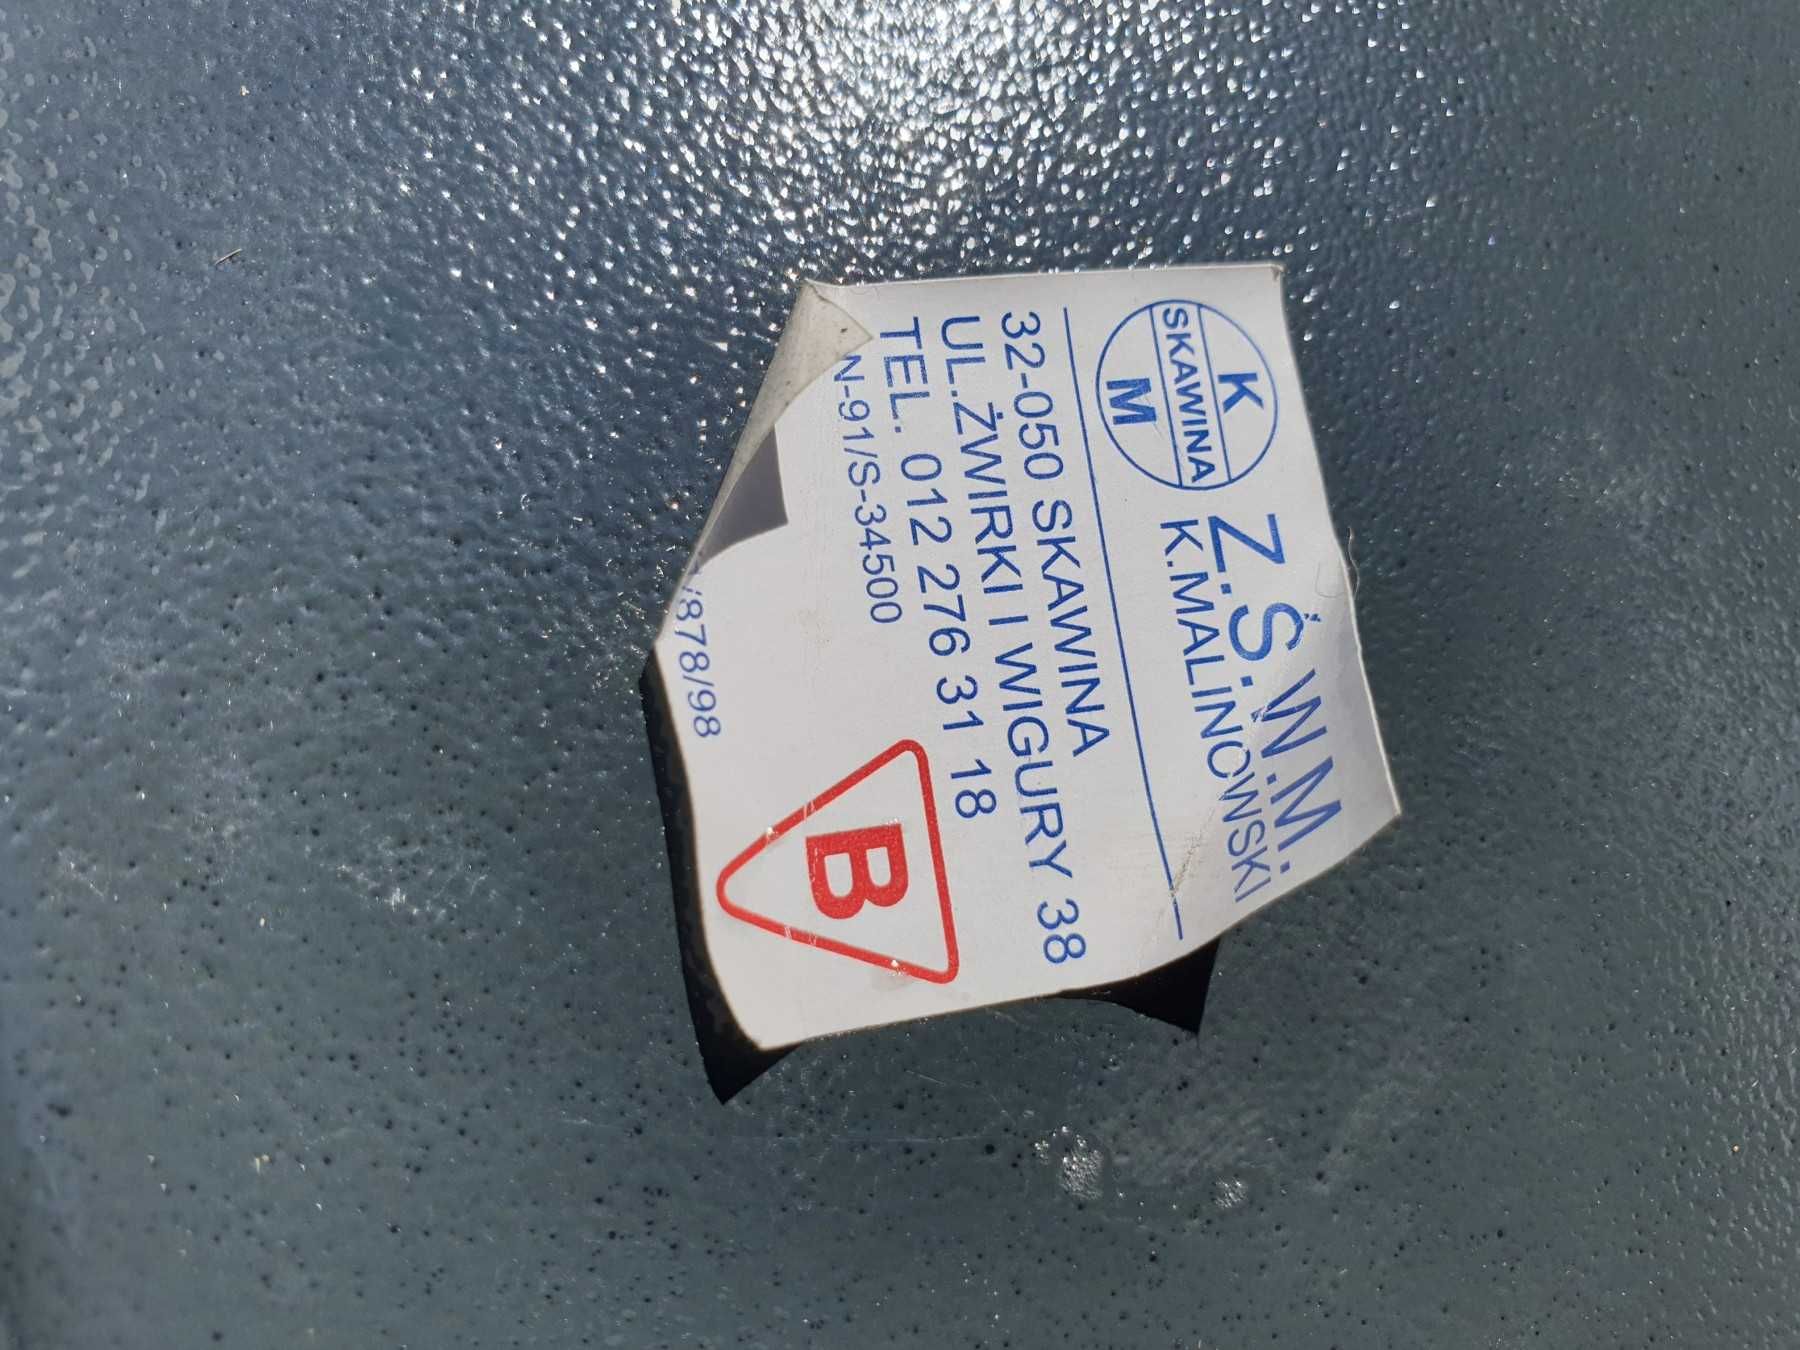 K
SKAWINA
M
Z.Ś.W.M.
K.MALINOWSKI
32-050 SKAWINA
UL.ŻWIRKI I WIGURY 38
TEL. 012 276 31 18
N-91/S-34500
/878/98
B